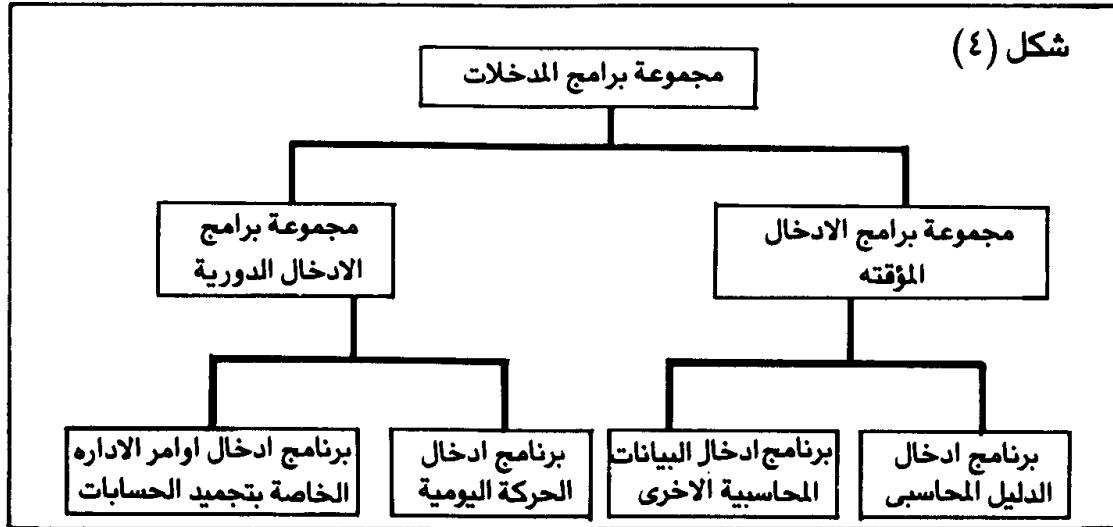 شكل (٤)
مجموعة برامج المدخلات
مجموعة برامج الادخال
المؤقته
مجموعة برامج
الادخال الدورية
برنامج ادخال
الدليل المحاسبى
برنامج ادخال البيانات
المحاسبية الاخرى
برنامج ادخال
الحركة اليومية
برنامج ادخال اوامر الاداره
الخاصة بتجميد الحسابات